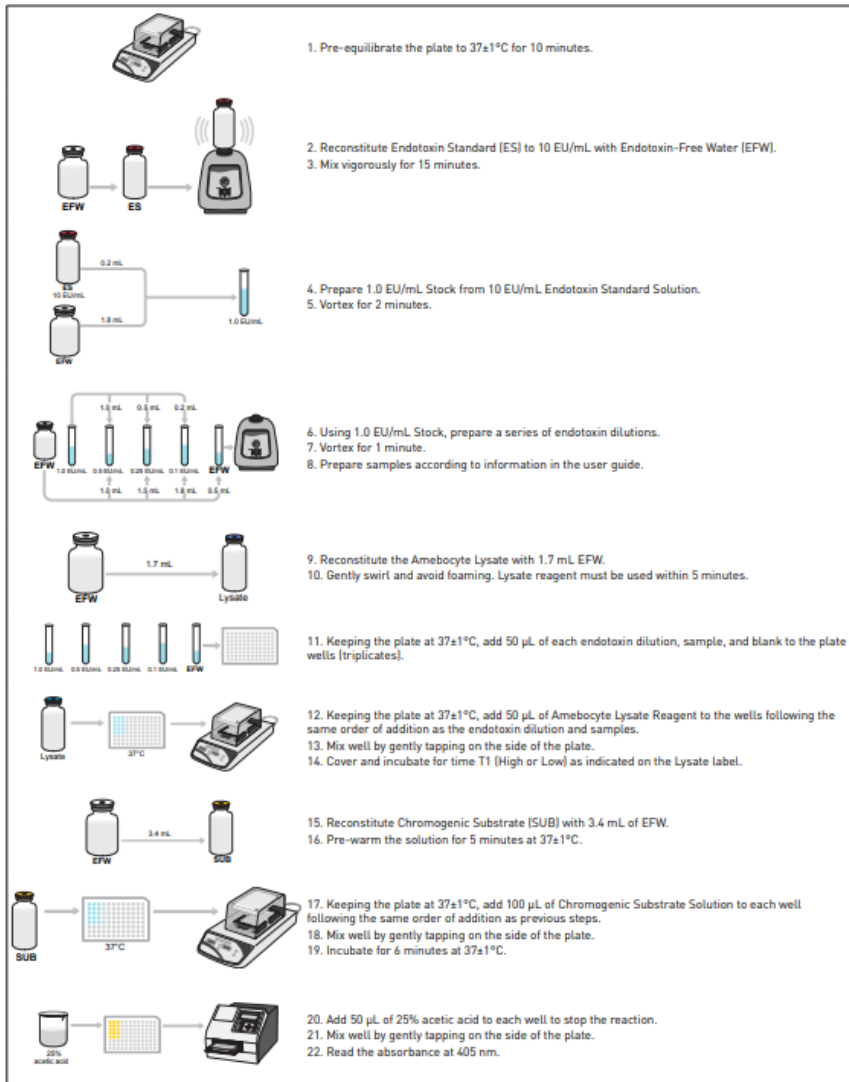 1. Pre-equilibrate the plate to 37±1°C for 10 minutes.
2. Reconstitute Endotoxin Standard (ES) to 10 EU/mL with Endotoxin-Free Water (EFW).
3. Mix vigorously for 15 minutes.
EFW
ES
0.2 mL
ES
10 EU/mL
1.8 mL
EFW
1.0 EU/mL
4. Prepare 1.0 EU/mL Stock from 10 EU/mL Endotoxin Standard Solution.
5. Vortex for 2 minutes.
1.0 mL 0.5 mL 0.2 mL
EFW 1.0 EU/mL 0.5 EU/mL 0.25 EU/mL 0.1 EU/mL EFW
1.0 mL 1.5 mL 1.8 mL 0.5 mL
6. Using 1.0 EU/mL Stock, prepare a series of endotoxin dilutions.
7. Vortex for 1 minute.
8. Prepare samples according to information in the user guide.
1.7 mL
EFW
Lysate
9. Reconstitute the Amebocyte Lysate with 1.7 mL EFW.
10. Gently swirl and avoid foaming. Lysate reagent must be used within 5 minutes.
1.0 EU/mL 0.5 EU/mL 0.25 EU/mL 0.1 EU/mL EFW
11. Keeping the plate at 37±1°C, add 50 µL of each endotoxin dilution, sample, and blank to the plate
wells (triplicates).
Lysate
37°C
12. Keeping the plate at 37±1°C, add 50 µL of Amebocyte Lysate Reagent to the wells following the
same order of addition as the endotoxin dilution and samples.
13. Mix well by gently tapping on the side of the plate.
14. Cover and incubate for time T1 (High or Low) as indicated on the Lysate label.
3.4 mL
EFW
SUB
15. Reconstitute Chromogenic Substrate (SUB) with 3.4 mL of EFW.
16. Pre-warm the solution for 5 minutes at 37±1°C.
SUB
37°C
17. Keeping the plate at 37±1°C, add 100 µL of Chromogenic Substrate Solution to each well
following the same order of addition as previous steps.
18. Mix well by gently tapping on the side of the plate.
19. Incubate for 6 minutes at 37±1°C.
25%
acetic acid
20. Add 50 µL of 25% acetic acid to each well to stop the reaction.
21. Mix well by gently tapping on the side of the plate.
22. Read the absorbance at 405 nm.